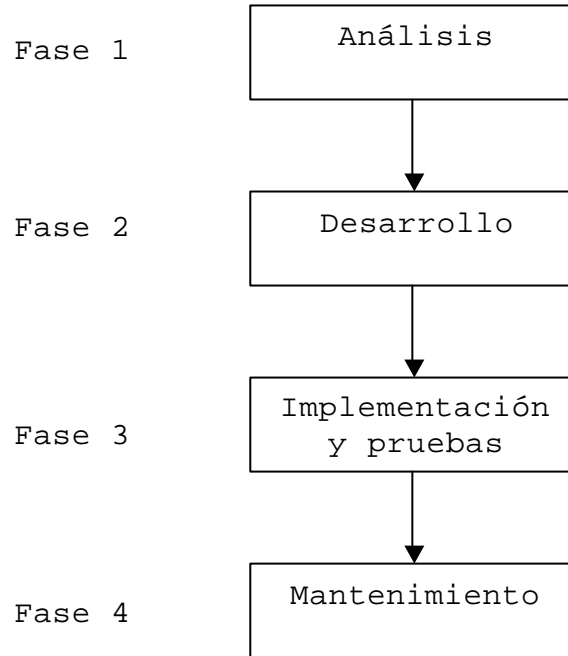 Fase 1
Análisis
Fase 2
Desarrollo
Fase 3
Implementación
y pruebas
Fase 4
Mantenimiento